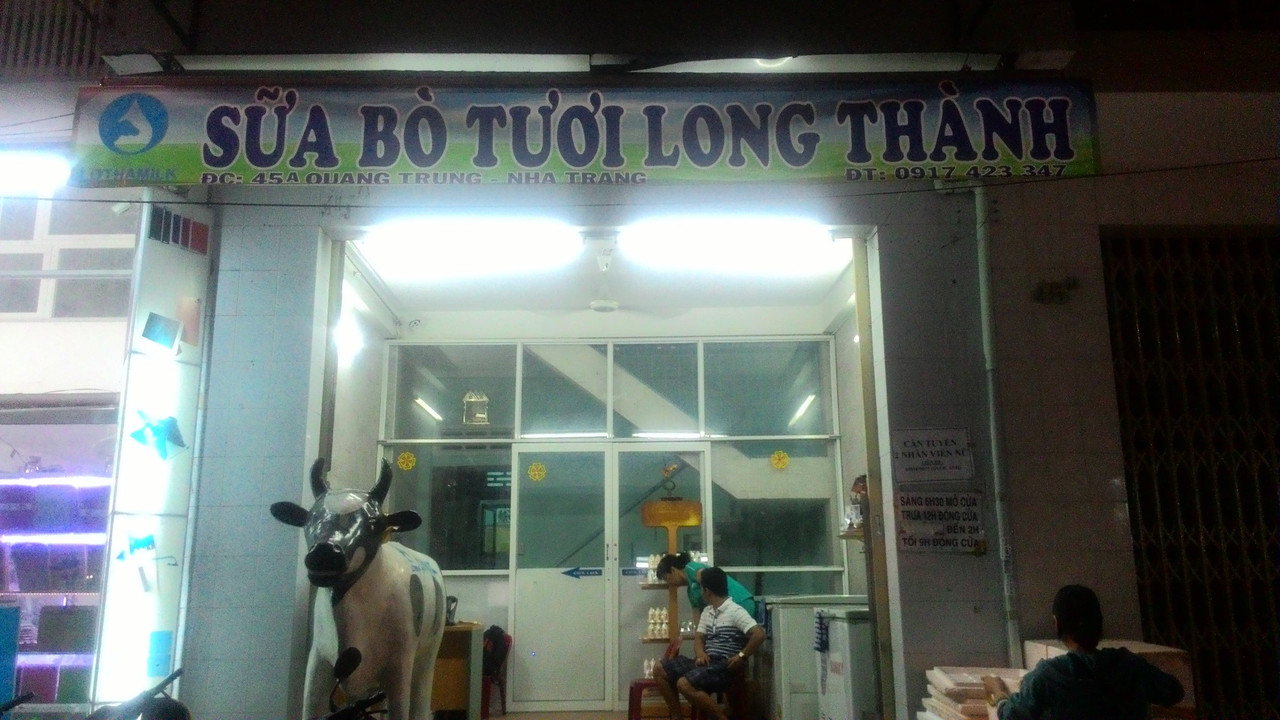 SỮA BÒ TƯƠI LONG THÀNH
LOTHAMILK
ĐC: 45A QUANG TRUNG - NHA TRANG
ĐT: 0917 423 347
CẦN TUYỂN
2 NHÂN VIÊN NỮ
SÁNG 6H30 MỞ CỬA
TRƯA 12H ĐÓNG CỬA
ĐẾN 2H
TỐI 9H ĐÓNG CỬA